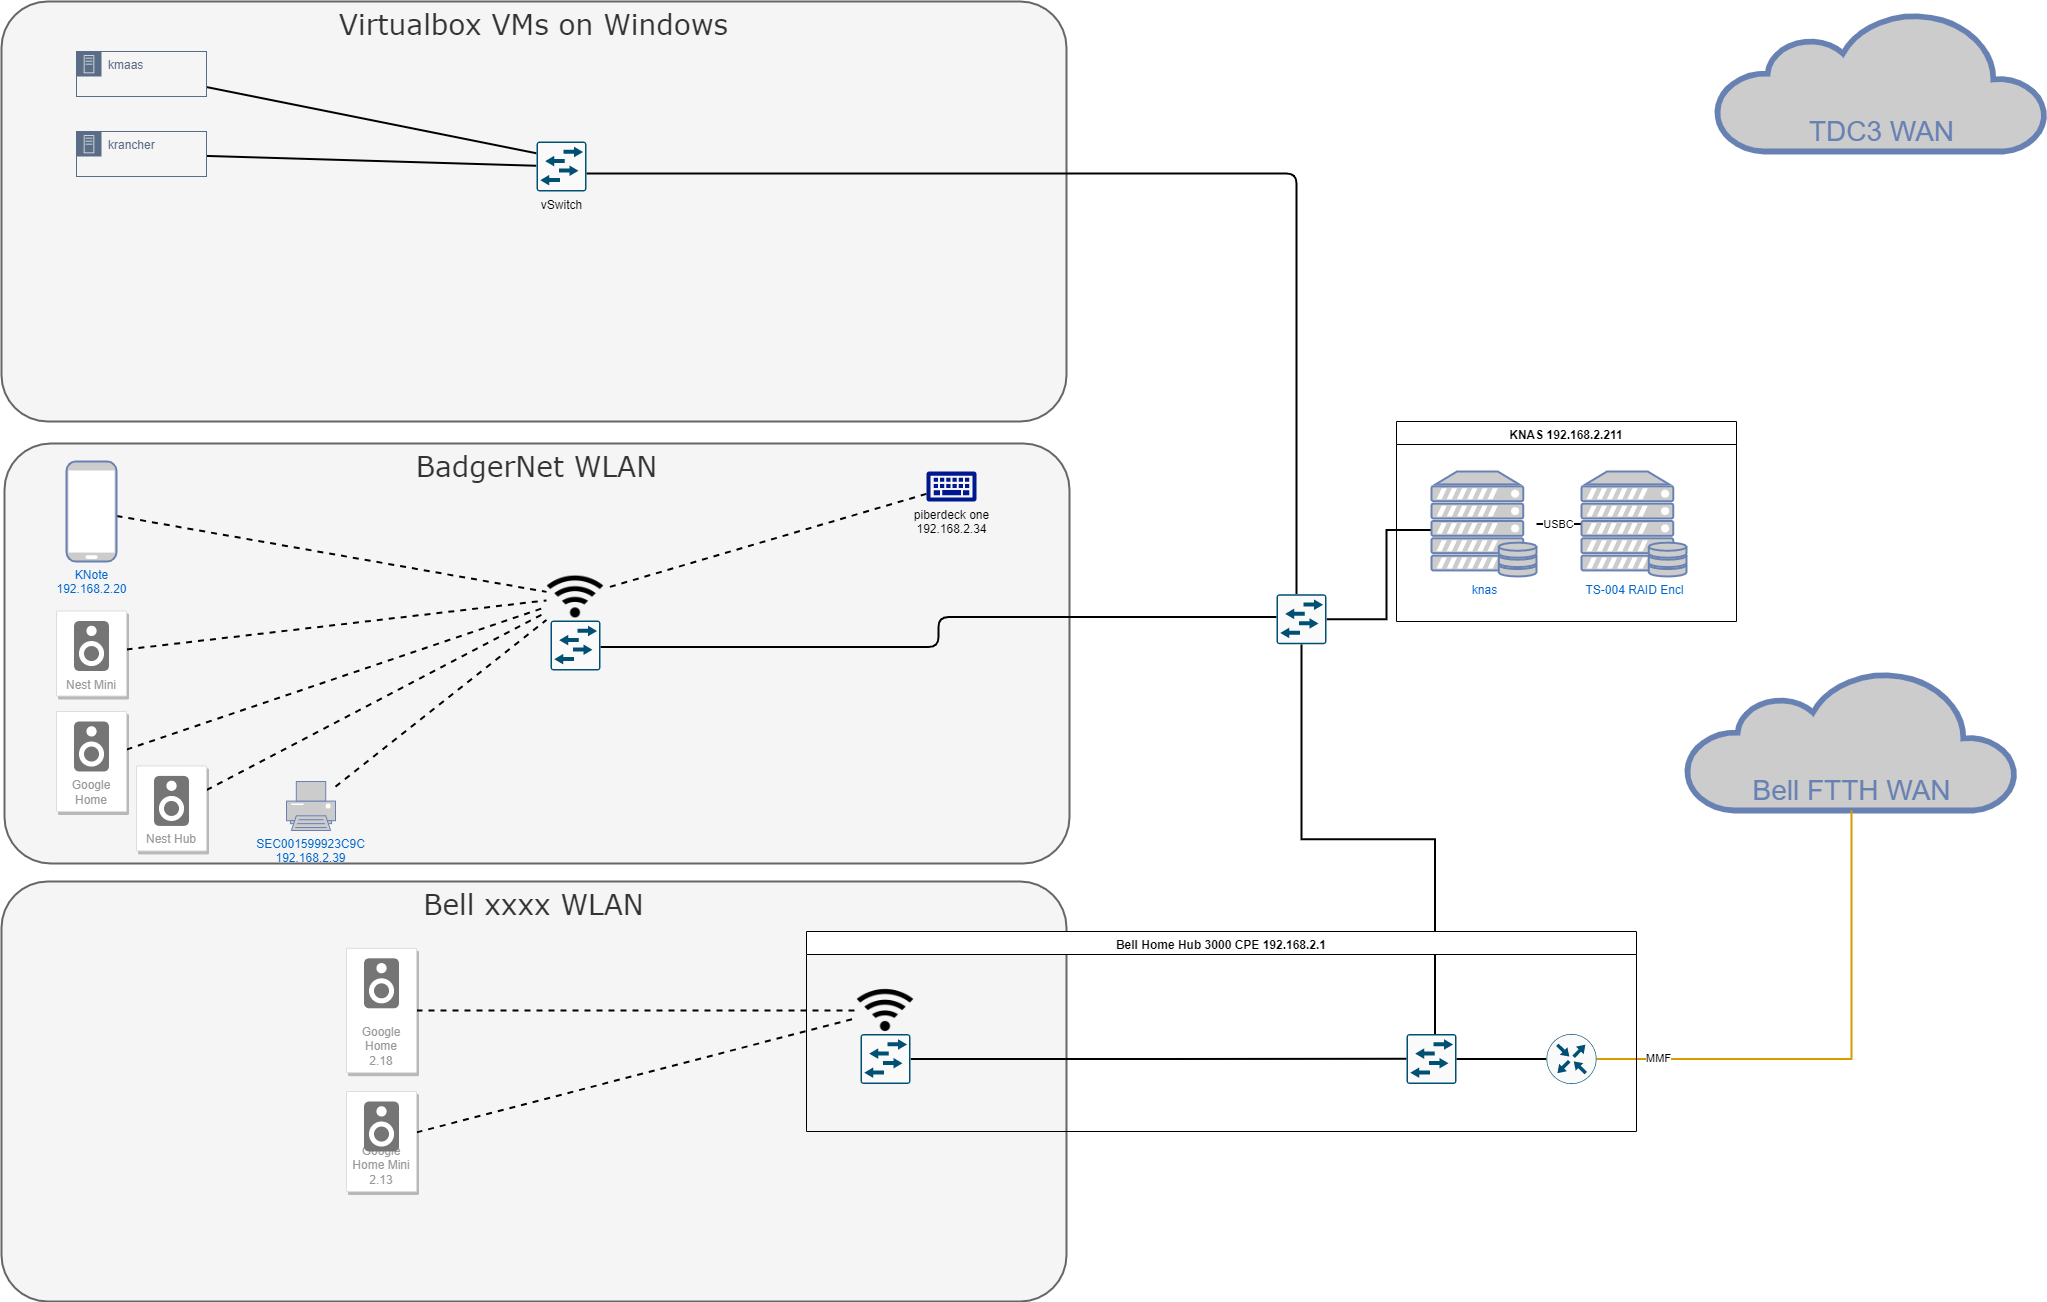 Virtualbox VMs on Windows
kmaas
krancher
vSwitch
TDC3 WAN
BadgerNet WLAN
KNote
192.168.2.20
piberdeck one
192.168.2.34
Nest Mini
Google
Home
Nest Hub
SEC001599923C9C
192.168.2.39
KNAS 192.168.2.211
USBC
knas
TS-004 RAID Encl
Bell FTTH WAN
Bell xxxx WLAN
Google
Home
2.18
Google
Home Mini
2.13
Bell Home Hub 3000 CPE 192.168.2.1
MMF